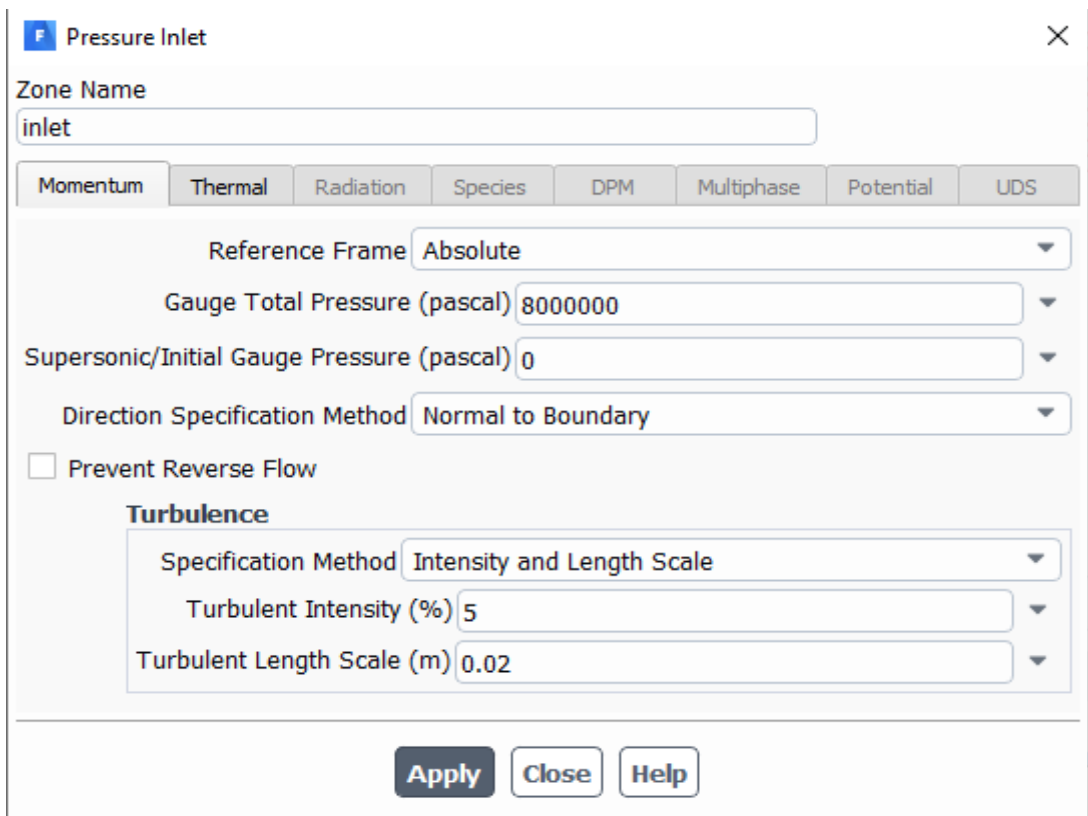 F Pressure Inlet
Zone Name
inlet
Momentum Thermal Radiation Species DPM Multiphase Potential UDS
Reference Frame Absolute
Gauge Total Pressure (pascal) 8000000
Supersonic/Initial Gauge Pressure (pascal) 0
Direction Specification Method Normal to Boundary
Prevent Reverse Flow
Turbulence
Specification Method Intensity and Length Scale
Turbulent Intensity (%) 5
Turbulent Length Scale (m) 0.02
Apply Close Help